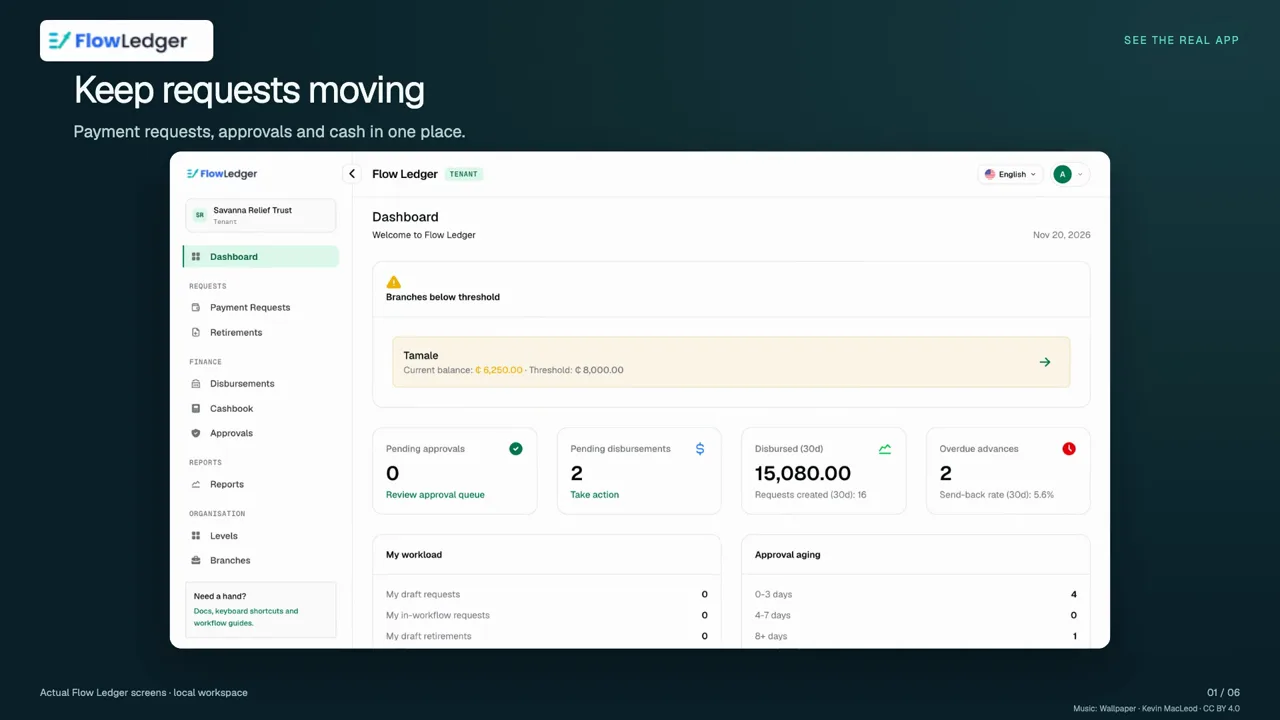 FlowLedger
SEE THE REAL APP
Keep requests moving
Payment requests, approvals and cash in one place.
FlowLedger
Flow Ledger TENANT
English
A
SR
Savanna Relief Trust
Tenant
Dashboard
REQUESTS
Payment Requests
Retirements
FINANCE
Disbursements
Cashbook
Approvals
REPORTS
Reports
ORGANISATION
Levels
Branches
Need a hand?
Docs, keyboard shortcuts and
workflow guides.
Dashboard
Welcome to Flow Ledger
Nov 20, 2026
Branches below threshold
Tamale
Current balance: ₵ 6,250.00 · Threshold: ₵ 8,000.00
Pending approvals
0
Review approval queue
Pending disbursements
$
2
Take action
Disbursed (30d)
15,080.00
Requests created (30d): 16
Overdue advances
2
Send-back rate (30d): 5.6%
My workload
My draft requests 0
My in-workflow requests 0
My draft retirements 0
Approval aging
0-3 days 4
4-7 days 0
8+ days 1
Actual Flow Ledger screens · local workspace
01 / 06
Music: Wallpaper · Kevin MacLeod · CC BY 4.0